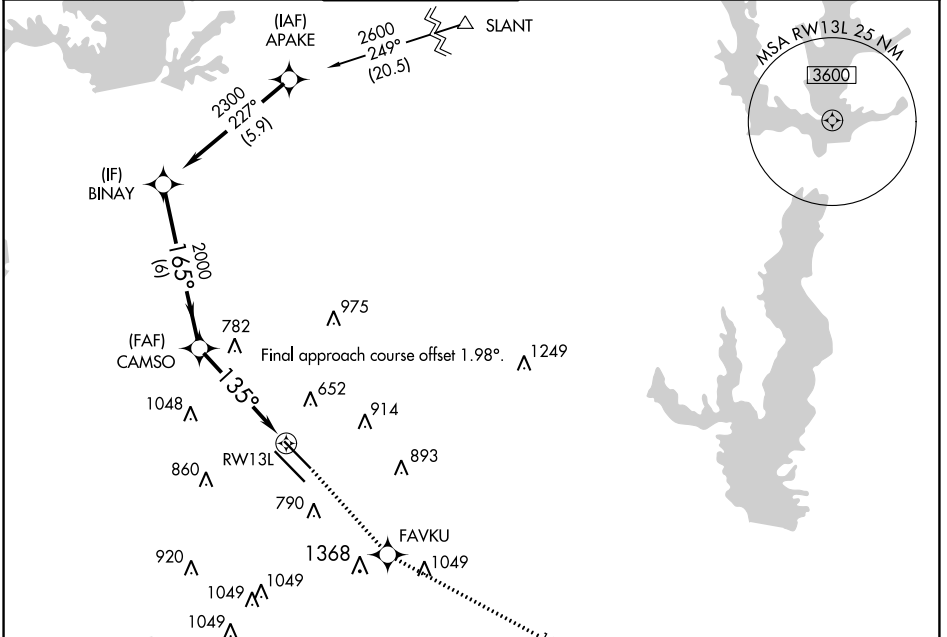 (IAF)
APAKE
2600
249°
(20.5)
SLANT
MSA RW13L 25 NM
3600
2300
227°
(5.9)
(IF)
BINAY
2000
165°
(6)
975
782
(FAF)
CAMSO
Final approach course offset 1.98°.
1249
135°
652
1048
914
RW13L
893
860
790
FAVKU
1368
1049
920
1049
1049
1049